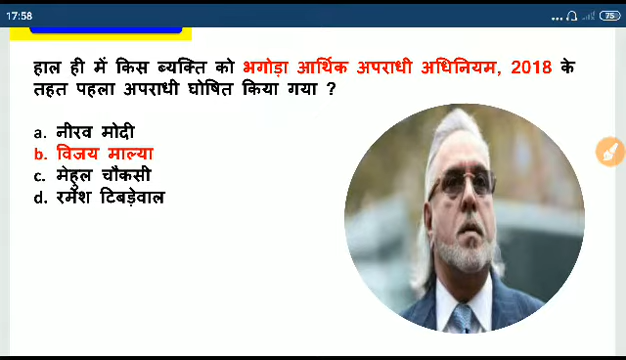 17:58
... 75
हाल ही में किस ब्यक्ति को भगोड़ा आर्थिक अपराधी अधिनियम, 2018 के
तहत पहला अपराधी घोषित किया गया ?
a. नीरव मोदी
b. विजय माल्या
c. मेहुल चौकसी
d. रमेश टिबड़ेवाल